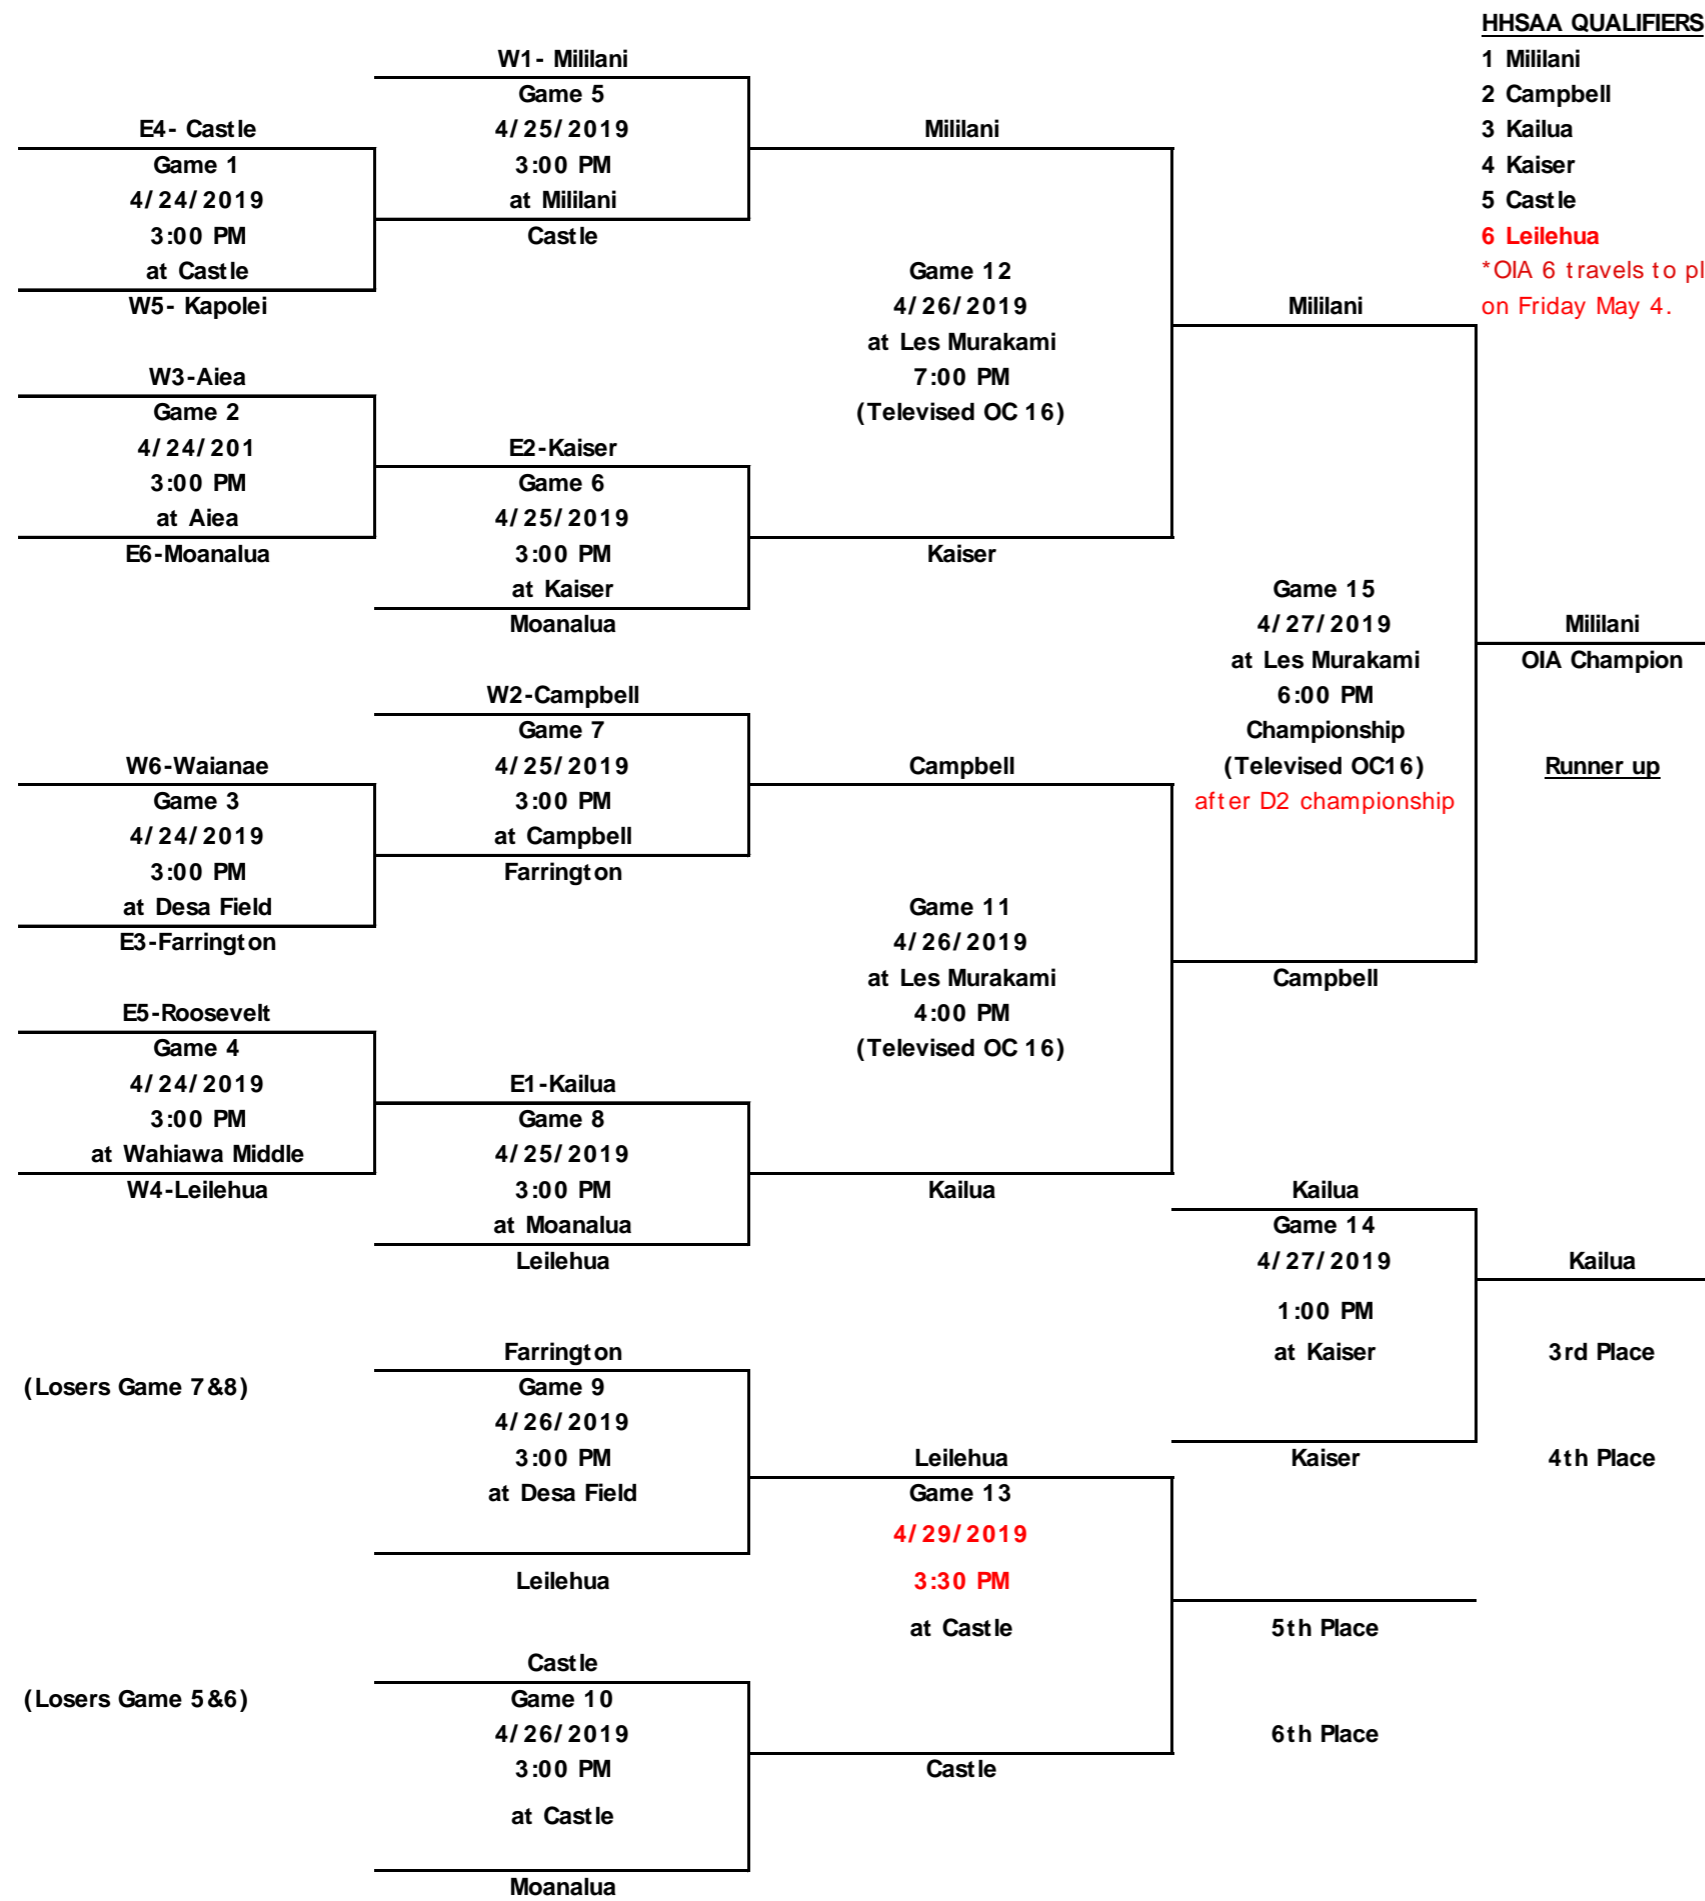 HHSAA QUALIFIERS
1 Mililani
2 Campbell
3 Kailua
4 Kaiser
5 Castle
6 Leilehua
*OIA 6 travels to pl
on Friday May 4.
E4- Castle
Game 1
4/24/2019
3:00 PM
at Castle
W5- Kapolei
W3-Aiea
Game 2
4/24/201
3:00 PM
at Aiea
E6-Moanalua
W6-Waianae
Game 3
4/24/2019
3:00 PM
at Desa Field
E3-Farrington
E5-Roosevelt
Game 4
4/24/2019
3:00 PM
at Wahiawa Middle
W4-Leilehua
(Losers Game 7&8)
(Losers Game 5&6)
W1- Mililani
Game 5
4/25/2019
3:00 PM
at Mililani
Castle
E2-Kaiser
Game 6
4/25/2019
3:00 PM
at Kaiser
Moanalua
W2-Campbell
Game 7
4/25/2019
3:00 PM
at Campbell
Farrington
E1-Kailua
Game 8
4/25/2019
3:00 PM
at Moanalua
Leilehua
Farrington
Game 9
4/26/2019
3:00 PM
at Desa Field
Leilehua
Castle
Game 10
4/26/2019
3:00 PM
at Castle
Moanalua
Mililani
Game 12
4/26/2019
at Les Murakami
7:00 PM
(Televised OC 16)
Kaiser
Campbell
Game 11
4/26/2019
at Les Murakami
4:00 PM
(Televised OC 16)
Kailua
Leilehua
Game 13
4/29/2019
3:30 PM
at Castle
Castle
Mililani
Game 15
4/27/2019
at Les Murakami
6:00 PM
Championship
(Televised OC16)
after D2 championship
Campbell
Kailua
Game 14
4/27/2019
1:00 PM
at Kaiser
Kaiser
5th Place
6th Place
Mililani
OIA Champion
Runner up
Kailua
3rd Place
4th Place